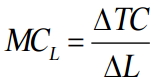 MC_L = ΔTC / ΔL